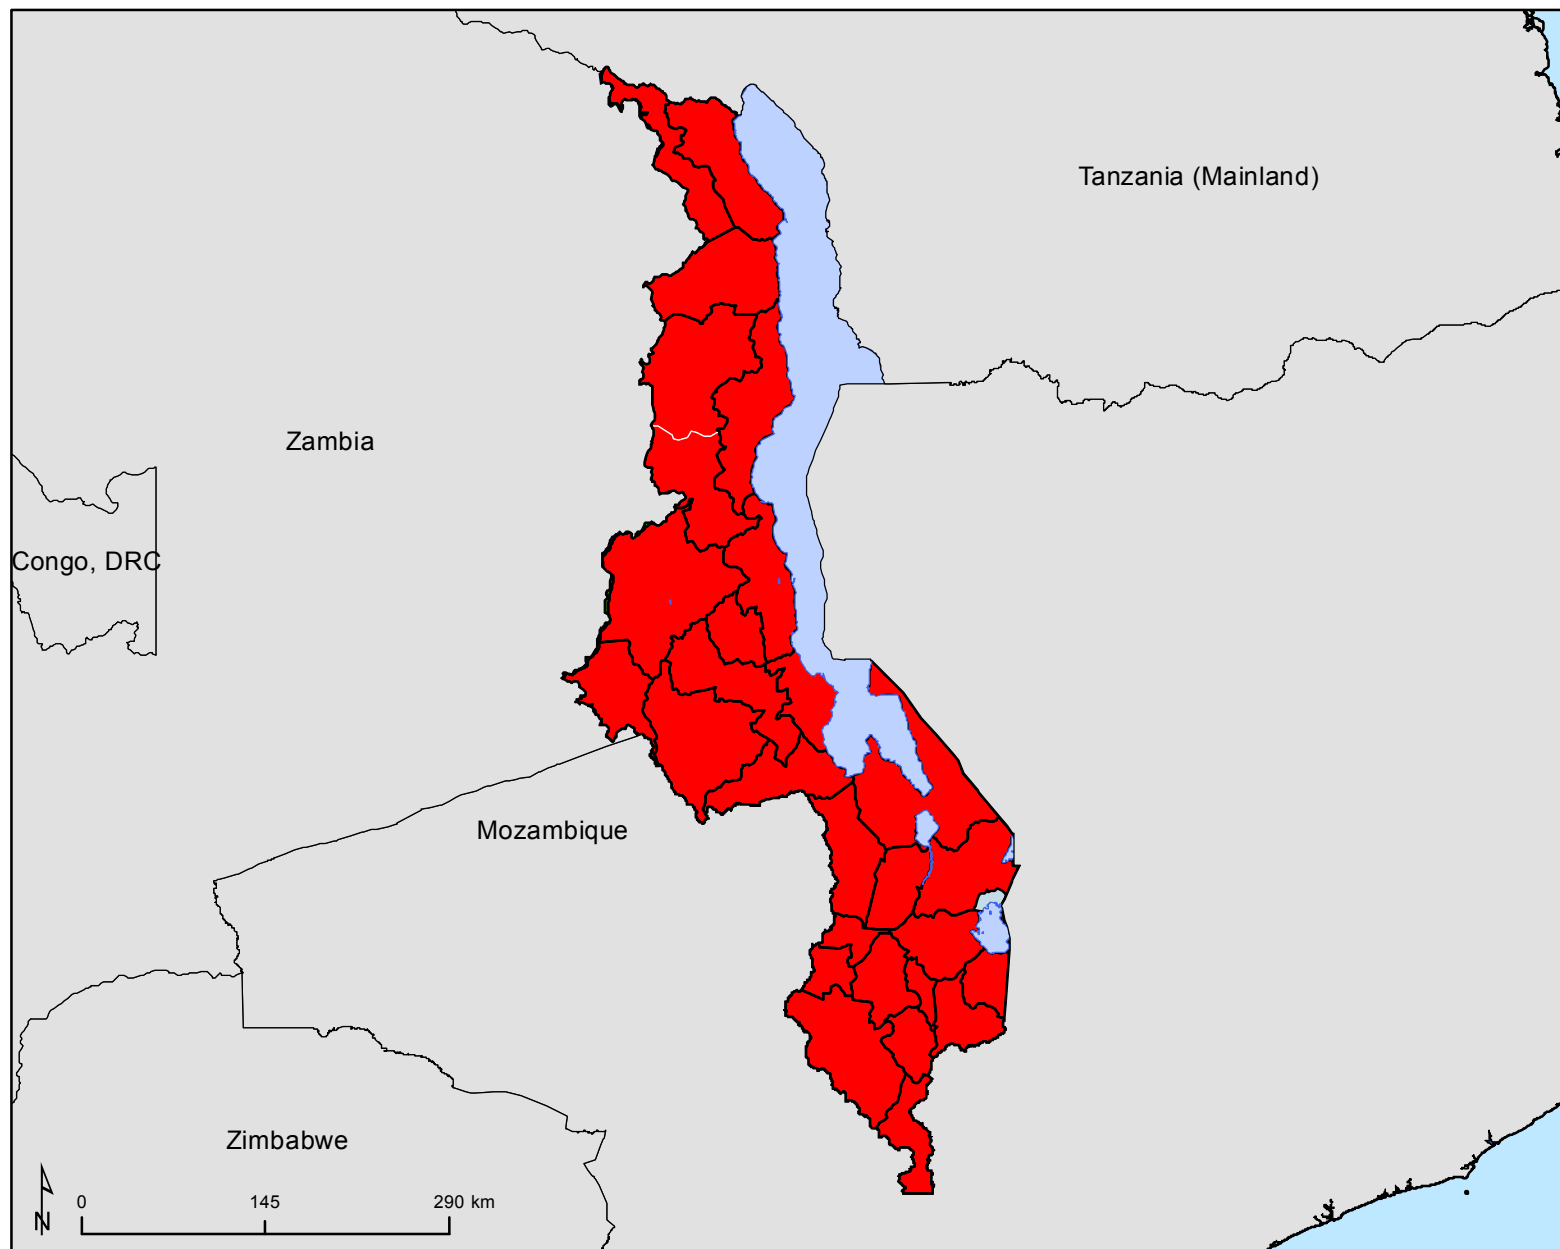 Tanzania (Mainland)
Zambia
Congo, DRC
Mozambique
Zimbabwe
N
0 145 290 km